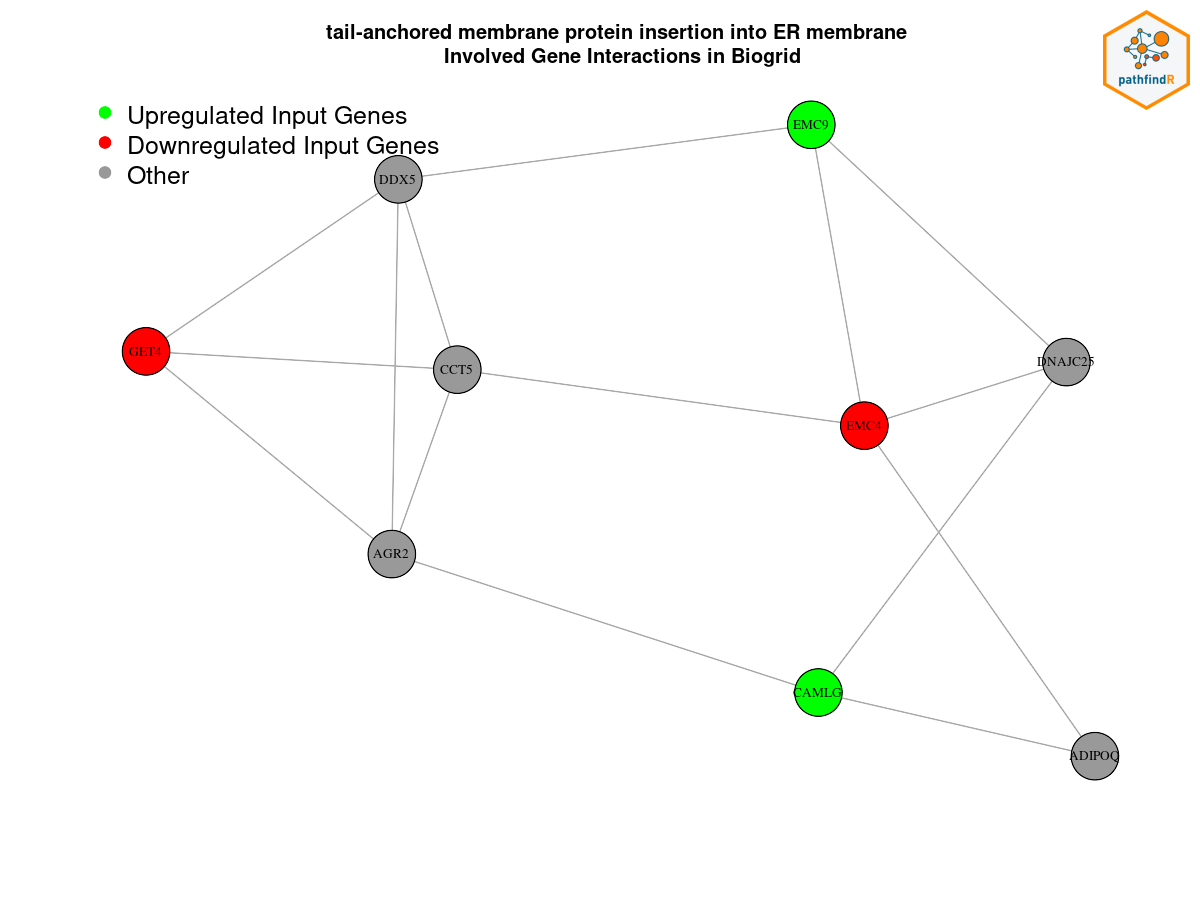 tail-anchored membrane protein insertion into ER membrane
Involved Gene Interactions in Biogrid
pathfindR
Upregulated Input Genes
Downregulated Input Genes
Other
EMC9
DDX5
GET4
CCT5
DNAJC25
EMC4
AGR2
CAMLG
ADIPOQ